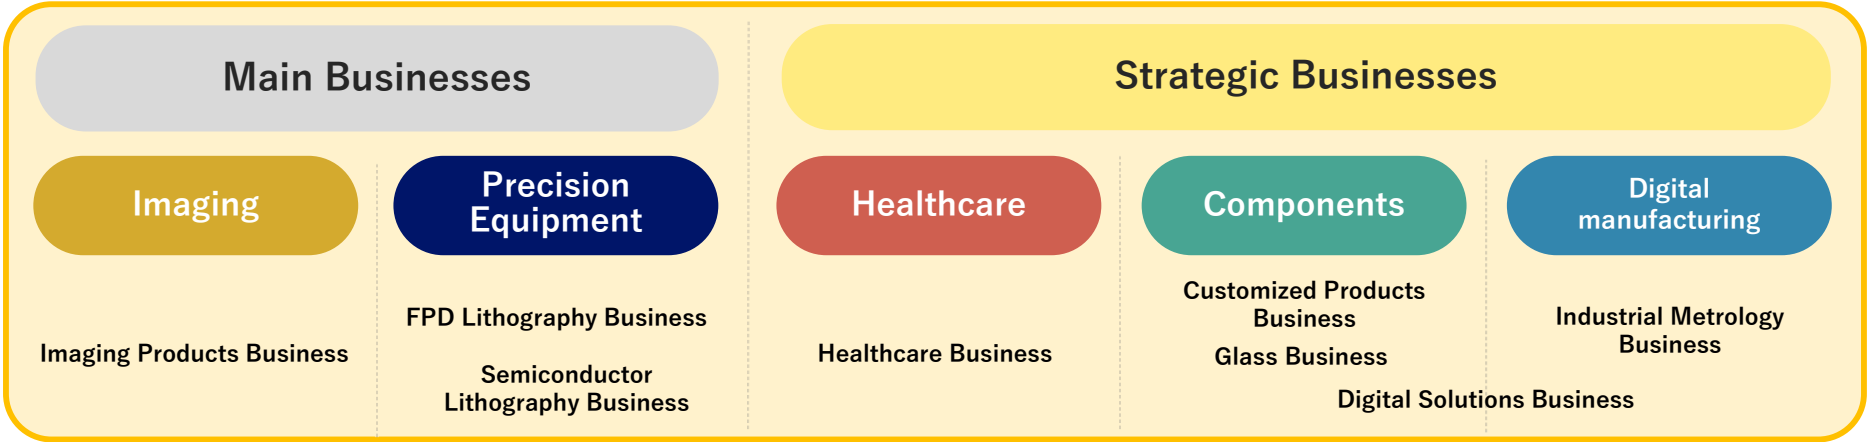 Main Businesses
Strategic Businesses
Imaging
Precision
Equipment
Healthcare
Components
Digital
manufacturing
Imaging Products Business
FPD Lithography Business
Semiconductor
Lithography Business
Healthcare Business
Customized Products
Business
Glass Business
Industrial Metrology
Business
Digital Solutions Business